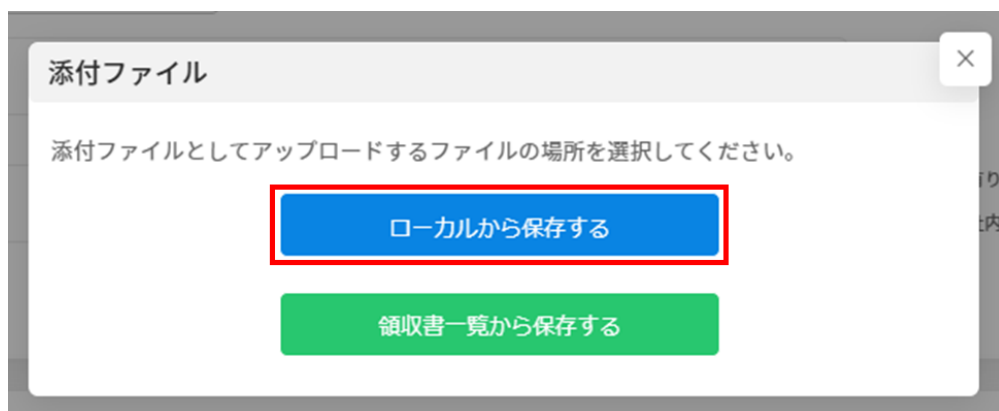 添付ファイル
添付ファイルとしてアップロードするファイルの場所を選択してください。
ローカルから保存する
領収書一覧から保存する